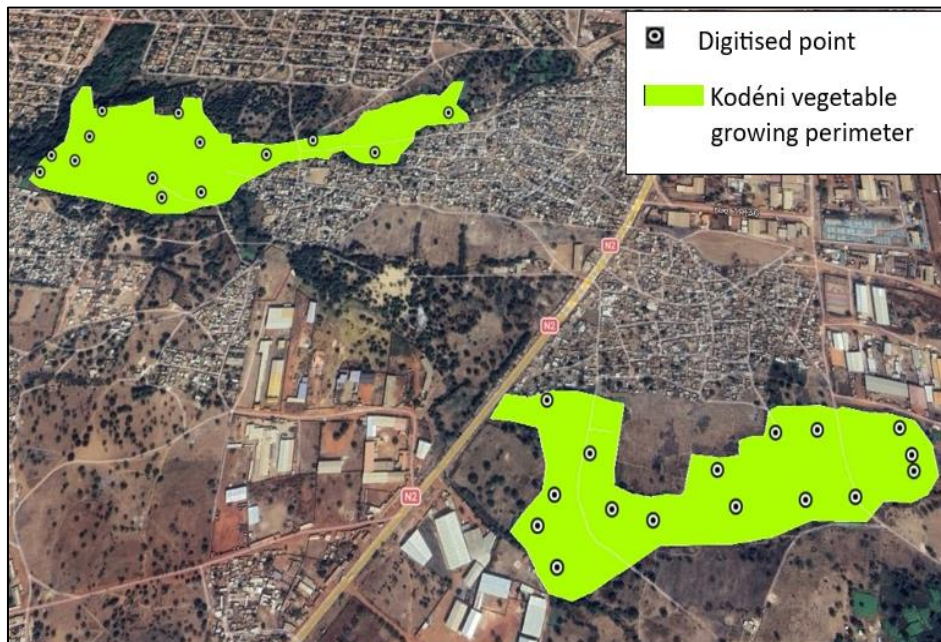 Digitised point
Kodéni vegetable
growing perimeter
N2
N2
N2